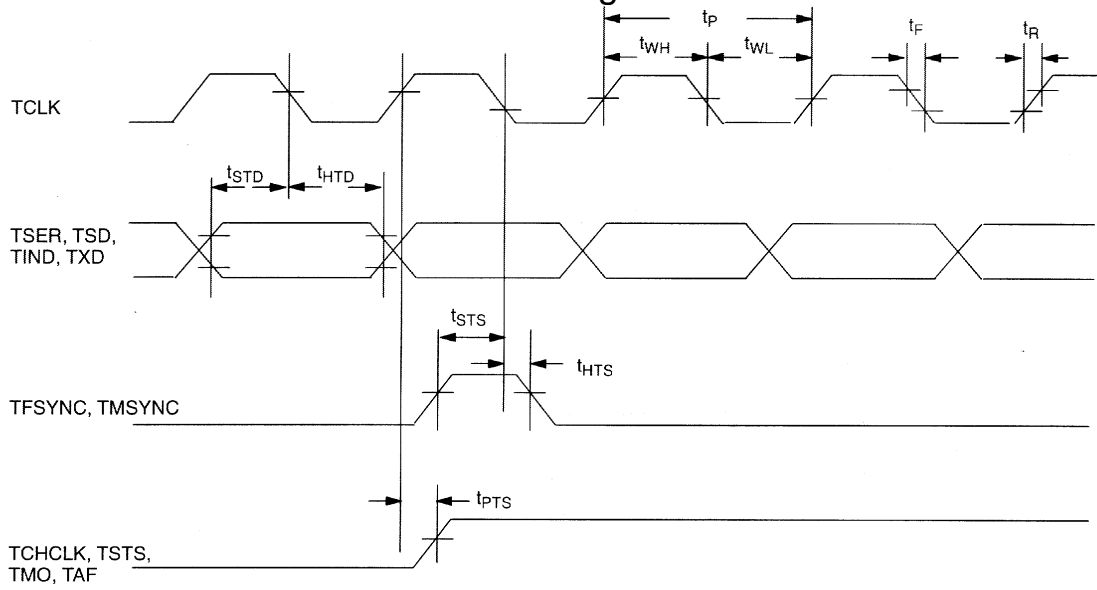 tP
tWH
tWL
tF
tR
TCLK
tSTD
tHTD
TSER, TSD,
TIND, TXD
tSTS
tHTS
TFSYNC, TMSYNC
tPTS
TCHCLK, TSTS,
TMO, TAF